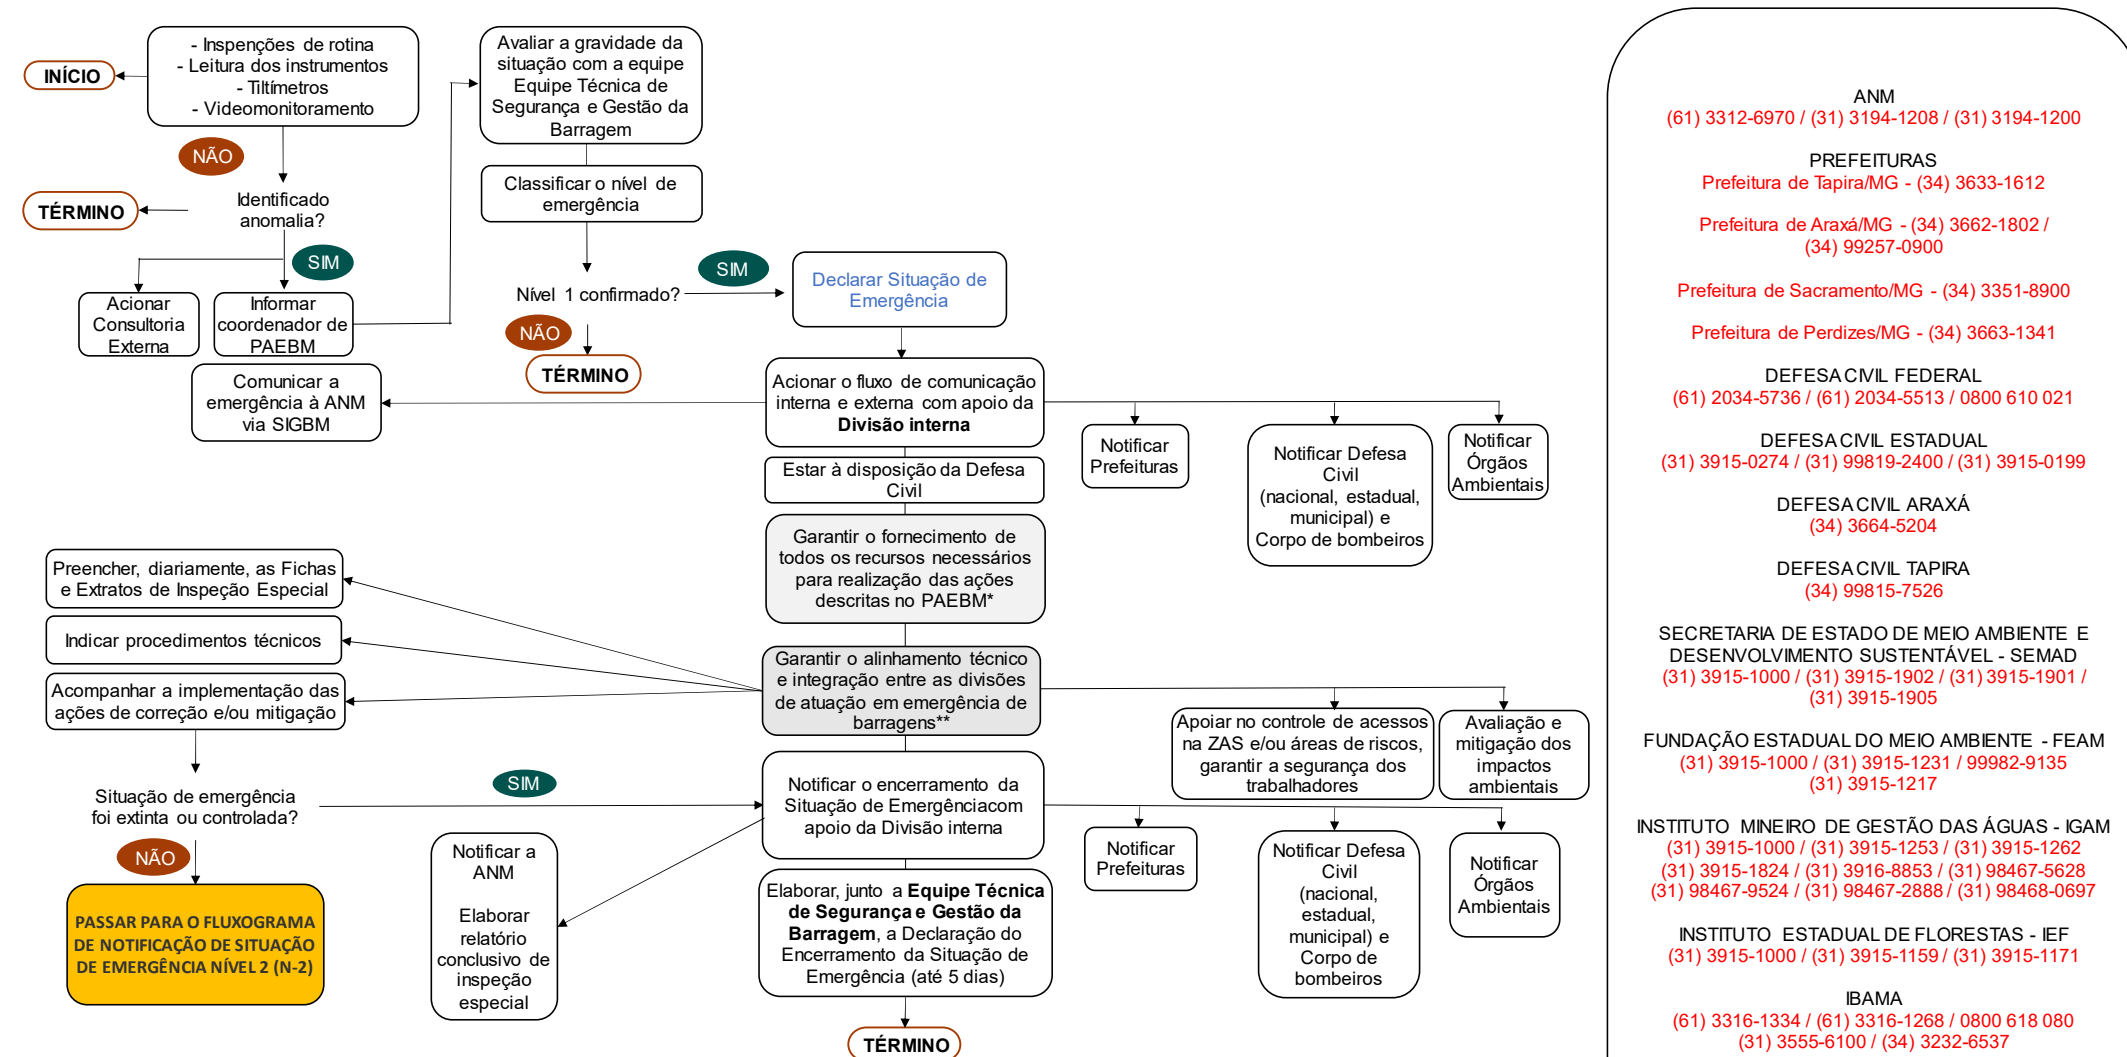 INÍCIO
- Inspenções de rotina
- Leitura dos instrumentos
- Tiltímetros
- Videomonitoramento
NÃO
Identificado
anomalia?
TÉRMINO
SIM
Acionar
Consultoria
Externa
Informar
coordenador de
PAEBM
Avaliar a gravidade da
situação com a equipe
Equipe Técnica de
Segurança e Gestão da
Barragem
Classificar o nível de
emergência
Nível 1 confirmado?
SIM
NÃO
TÉRMINO
Declarar Situação de
Emergência
Comunicar a
emergência à ANM
via SIGBM
Acionar o fluxo de comunicação
interna e externa com apoio da
Divisão interna
Notificar
Prefeituras
Notificar Defesa
Civil
(nacional, estadual,
municipal) e
Corpo de bombeiros
Notificar
Órgãos
Ambientais
Estar à disposição da Defesa
Civil
Garantir o fornecimento de
todos os recursos necessários
para realização das ações
descritas no PAEBM*
Preencher, diariamente, as Fichas
e Extratos de Inspeção Especial
Indicar procedimentos técnicos
Acompanhar a implementação das
ações de correção e/ou mitigação
Garantir o alinhamento técnico
e integração entre as divisões
de atuação em emergência de
barragens**
Apoiar no controle de acessos
na ZAS e/ou áreas de riscos,
garantir a segurança dos
trabalhadores
Avaliação e
mitigação dos
impactos
ambientais
Situação de emergência
foi extinta ou controlada?
SIM
NÃO
PASSAR PARA O FLUXOGRAMA
DE NOTIFICAÇÃO DE SITUAÇÃO
DE EMERGÊNCIA NÍVEL 2 (N-2)
Notificar o encerramento da
Situação de Emergênciacom
apoio da Divisão interna
Notificar a
ANM
Elaborar
relatório
conclusivo de
inspeção
especial
Notificar
Prefeituras
Notificar Defesa
Civil
(nacional,
estadual,
municipal) e
Corpo de
bombeiros
Notificar
Órgãos
Ambientais
Elaborar, junto a Equipe Técnica
de Segurança e Gestão da
Barragem, a Declaração do
Encerramento da Situação de
Emergência (até 5 dias)
TÉRMINO
ANM
(61) 3312-6970 / (31) 3194-1208 / (31) 3194-1200
PREFEITURAS
Prefeitura de Tapira/MG - (34) 3633-1612
Prefeitura de Araxá/MG - (34) 3662-1802 /
(34) 99257-0900
Prefeitura de Sacramento/MG - (34) 3351-8900
Prefeitura de Perdizes/MG - (34) 3663-1341
DEFESA CIVIL FEDERAL
(61) 2034-5736 / (61) 2034-5513 / 0800 610 021
DEFESA CIVIL ESTADUAL
(31) 3915-0274 / (31) 99819-2400 / (31) 3915-0199
DEFESA CIVIL ARAXÁ
(34) 3664-5204
DEFESA CIVIL TAPIRA
(34) 99815-7526
SECRETARIA DE ESTADO DE MEIO AMBIENTE E
DESENVOLVIMENTO SUSTENTÁVEL - SEMAD
(31) 3915-1000 / (31) 3915-1902 / (31) 3915-1901 /
(31) 3915-1905
FUNDAÇÃO ESTADUAL DO MEIO AMBIENTE - FEAM
(31) 3915-1000 / (31) 3915-1231 / 99982-9135
(31) 3915-1217
INSTITUTO MINEIRO DE GESTÃO DAS ÁGUAS - IGAM
(31) 3915-1000 / (31) 3915-1253 / (31) 3915-1262
(31) 3915-1824 / (31) 3916-8853 / (31) 98467-5628
(31) 98467-9524 / (31) 98467-2888 / (31) 98468-0697
INSTITUTO ESTADUAL DE FLORESTAS - IEF
(31) 3915-1000 / (31) 3915-1159 / (31) 3915-1171
IBAMA
(61) 3316-1334 / (61) 3316-1268 / 0800 618 080
(31) 3555-6100 / (34) 3232-6537